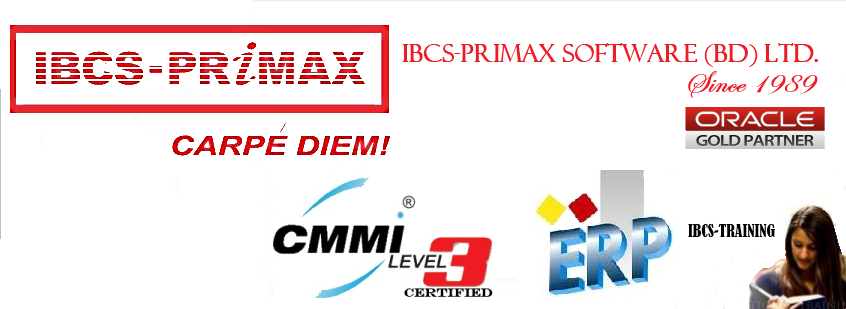 IBCS-PRiMAX
IBCS-PRIMAX SOFTWARE (BD) LTD.
Since 1989
ORACLE
GOLD PARTNER
CARPÉ DIEM!
CMMi®
LEVEL 3
CERTIFIED
ERP
IBCS-TRAINING